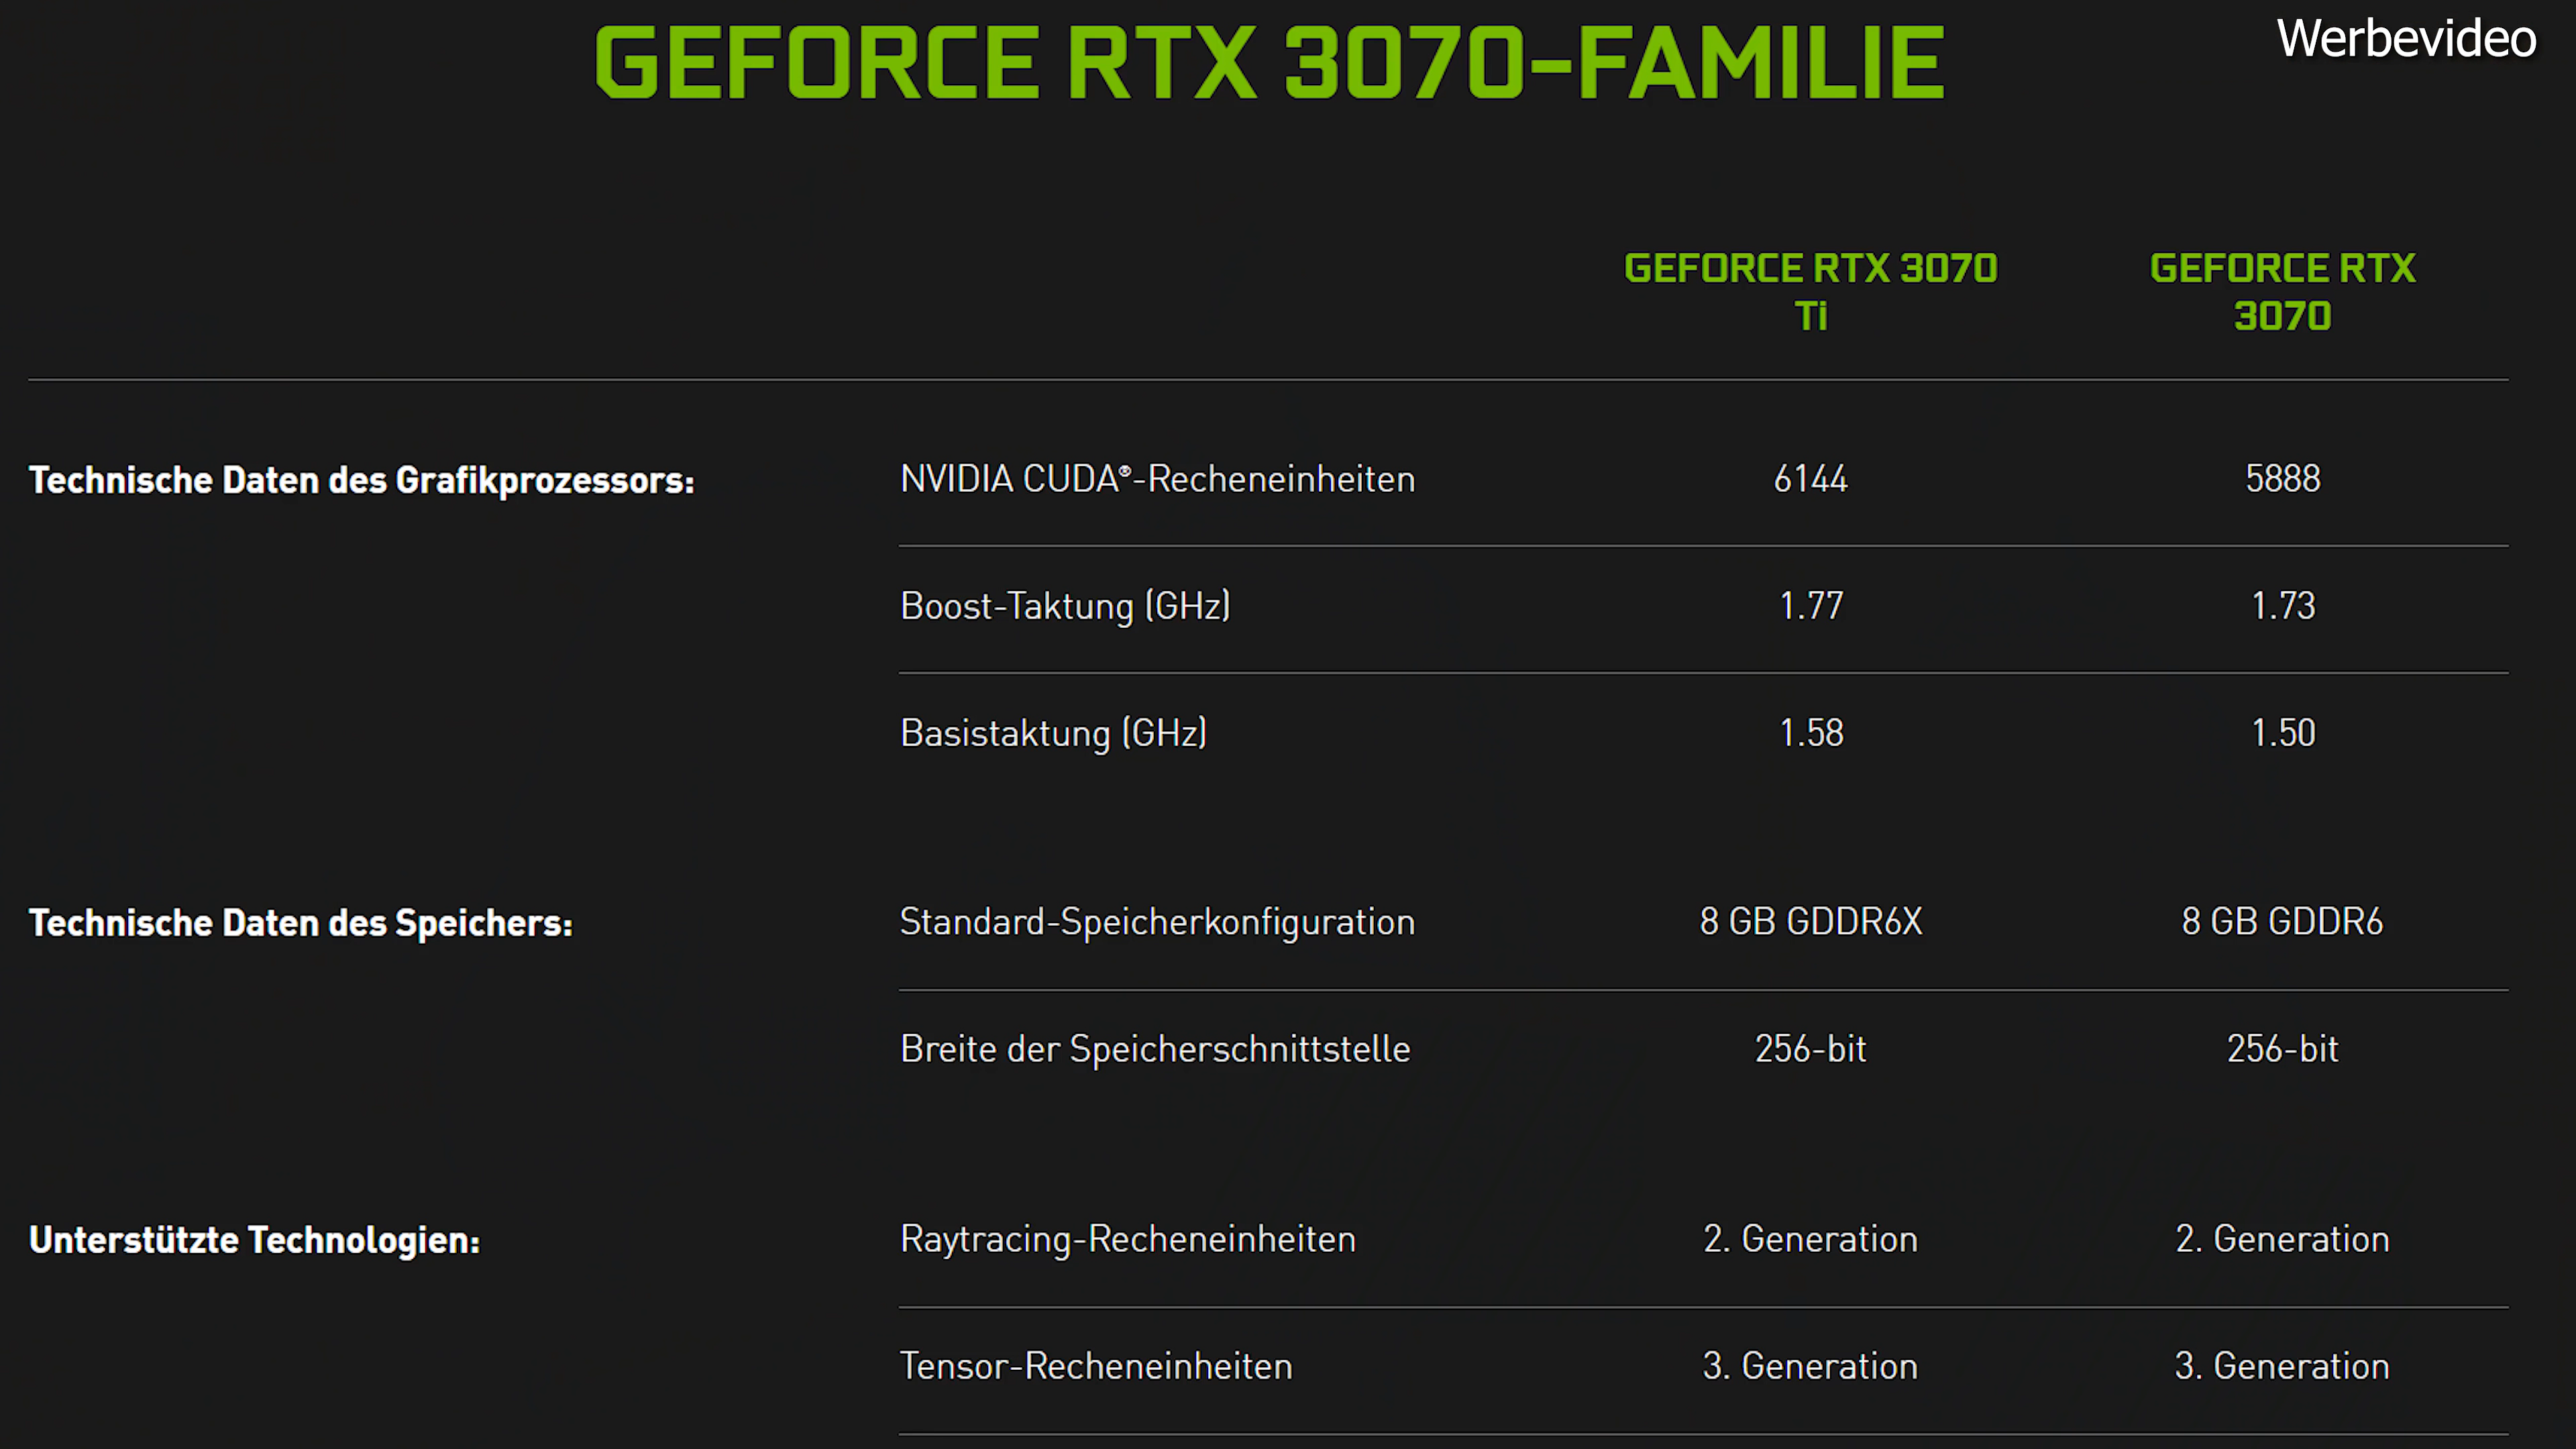 GEFORCE RTX 3070-FAMILIE
Werbevideo
GEFORCE RTX 3070 Ti
GEFORCE RTX 3070
Technische Daten des Grafikprozessors:
NVIDIA CUDA®-Recheneinheiten 6144 5888
Boost-Taktung (GHz) 1.77 1.73
Basistaktung (GHz) 1.58 1.50
Technische Daten des Speichers:
Standard-Speicherkonfiguration 8 GB GDDR6X 8 GB GDDR6
Breite der Speicherschnittstelle 256-bit 256-bit
Unterstützte Technologien:
Raytracing-Recheneinheiten 2. Generation 2. Generation
Tensor-Recheneinheiten 3. Generation 3. Generation